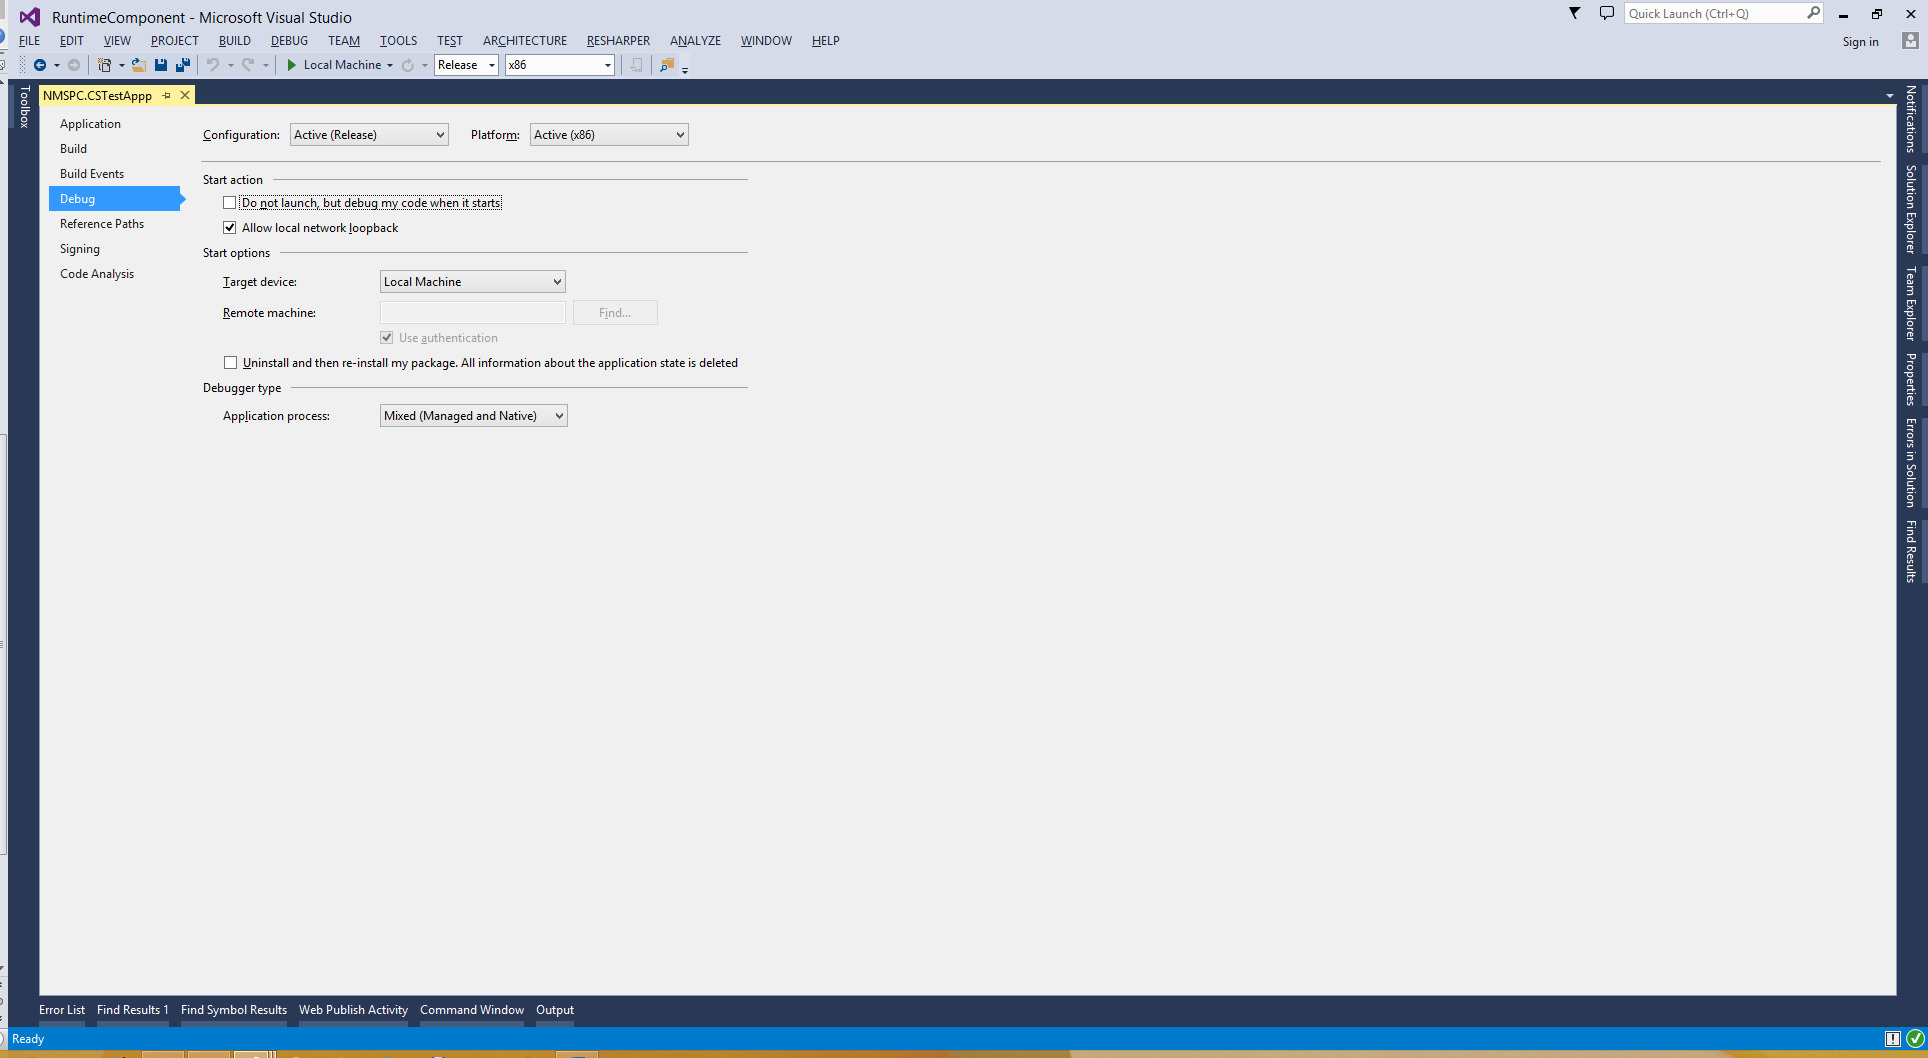 RuntimeComponent - Microsoft Visual Studio
Quick Launch (Ctrl+Q)
FILE EDIT VIEW PROJECT BUILD DEBUG TEAM TOOLS TEST ARCHITECTURE RESHARPER ANALYZE WINDOW HELP
Sign in
Local Machine Release x86
Toolbox
NMSPC.CSTestAppp
Application
Build
Build Events
Debug
Reference Paths
Signing
Code Analysis
Configuration: Active (Release) Platform: Active (x86)
Start action
Do not launch, but debug my code when it starts
Allow local network loopback
Start options
Target device: Local Machine
Remote machine: Find...
Use authentication
Uninstall and then re-install my package. All information about the application state is deleted
Debugger type
Application process: Mixed (Managed and Native)
Notifications
Solution Explorer
Team Explorer
Properties
Errors in Solution
Find Results
Error List Find Results 1 Find Symbol Results Web Publish Activity Command Window Output
Ready